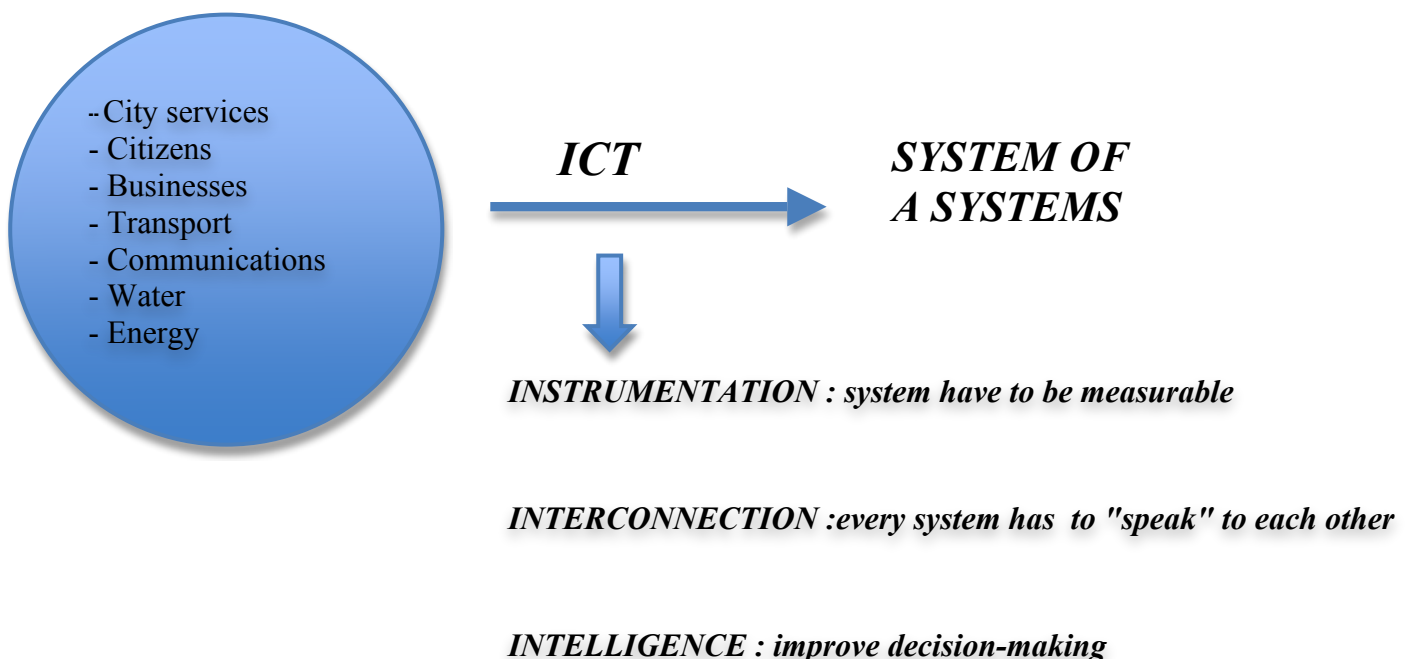 -City services
- Citizens
- Businesses
- Transport
- Communications
- Water
- Energy
ICT
SYSTEM OF
A SYSTEMS
INSTRUMENTATION : system have to be measurable
INTERCONNECTION :every system has  to "speak" to each other
INTELLIGENCE : improve decision-making